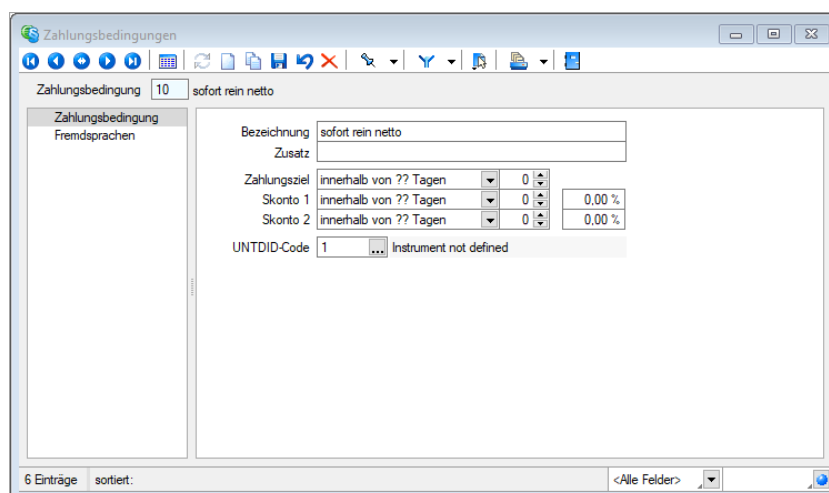 Zahlungsbedingungen
Zahlungsbedingung 10 sofort rein netto
Zahlungsbedingung
Fremdsprachen
Bezeichnung sofort rein netto
Zusatz
Zahlungsziel innerhalb von ?? Tagen 0
Skonto 1 innerhalb von ?? Tagen 0 0,00 %
Skonto 2 innerhalb von ?? Tagen 0 0,00 %
UNTDID-Code 1 ... Instrument not defined
6 Einträge sortiert: <Alle Felder>